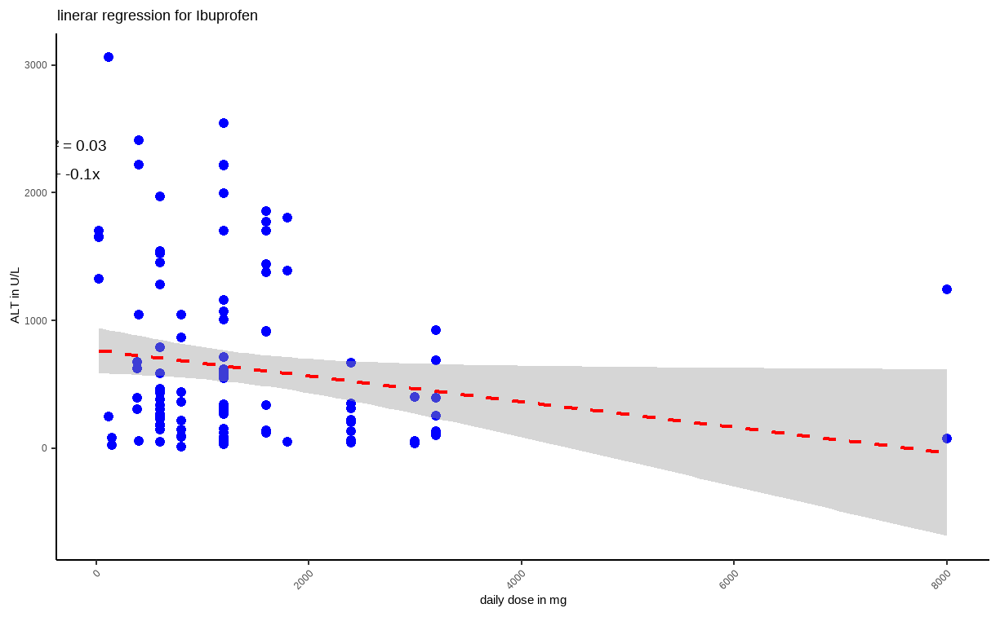 linerar regression for Ibuprofen
3000
² = 0.03
+ -0.1x
2000
ALT in U/L
1000
0
0
2000
4000
6000
8000
daily dose in mg